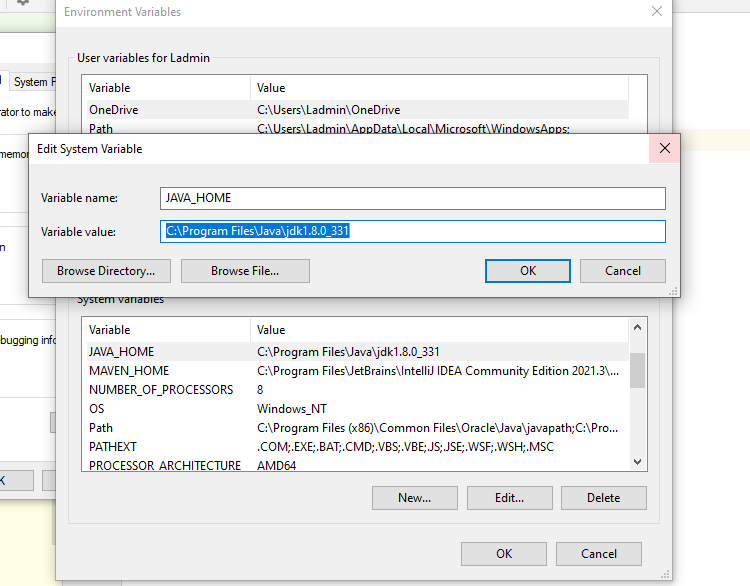 Environment Variables
User variables for Ladmin
System P
Variable Value
OneDrive C:\Users\Ladmin\OneDrive
rator to make
Path C:\Users\Ladmin\AppData\Local\Microsoft\WindowsApps;
Edit System Variable
memor
Variable name: JAVA_HOME
Variable value: C:\Program Files\Java\jdk1.8.0_331
n
Browse Directory... Browse File... OK Cancel
System variables
Variable Value
bugging info
JAVA_HOME C:\Program Files\Java\jdk1.8.0_331
MAVEN_HOME C:\Program Files\JetBrains\IntelliJ IDEA Community Edition 2021.3\...
NUMBER_OF_PROCESSORS 8
OS Windows_NT
Path C:\Program Files (x86)\Common Files\Oracle\Java\javapath;C:\Pro...
PATHEXT .COM;.EXE;.BAT;.CMD;.VBS;.VBE;.JS;.JSE;.WSF;.WSH;.MSC
PROCESSOR_ARCHITECTURE AMD64
K
New... Edit... Delete
OK Cancel